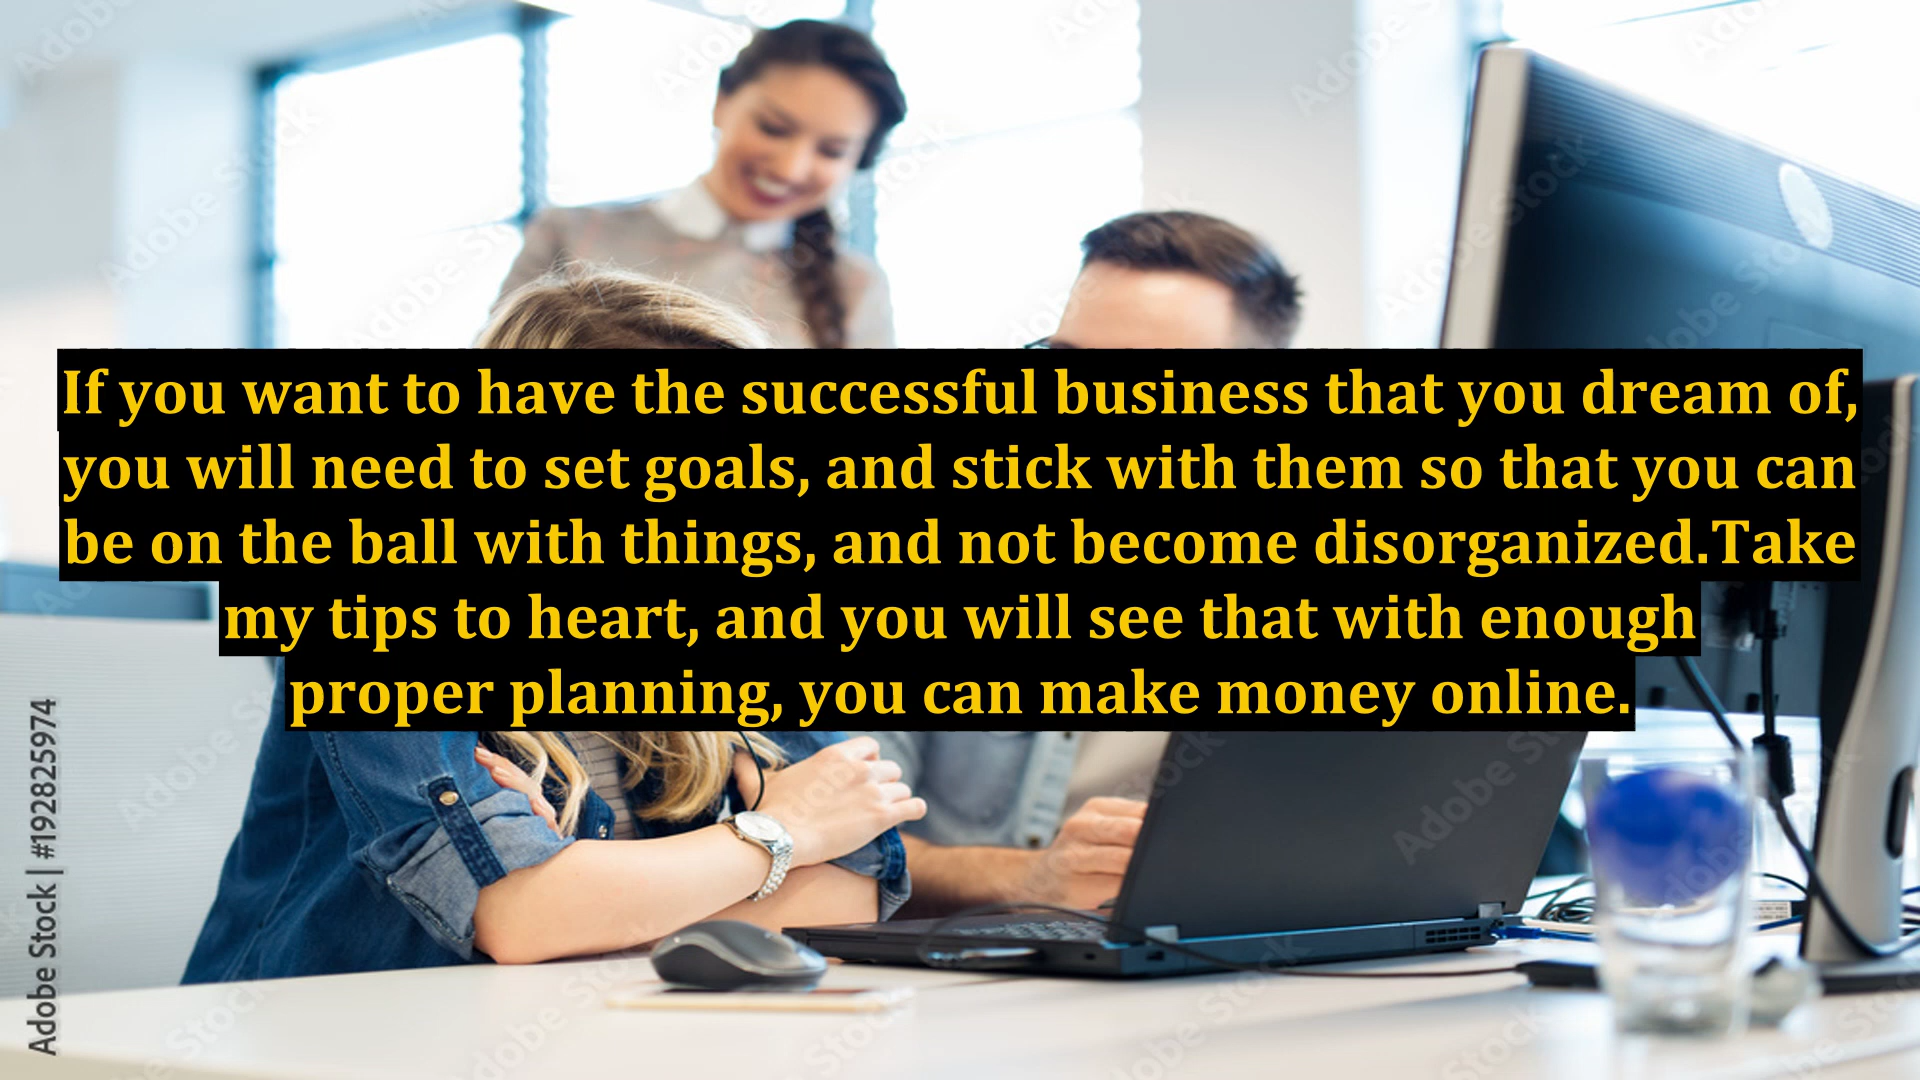 If you want to have the successful business that you dream of,
you will need to set goals, and stick with them so that you can
be on the ball with things, and not become disorganized.Take
my tips to heart, and you will see that with enough
proper planning, you can make money online.
Adobe Stock | #192825974